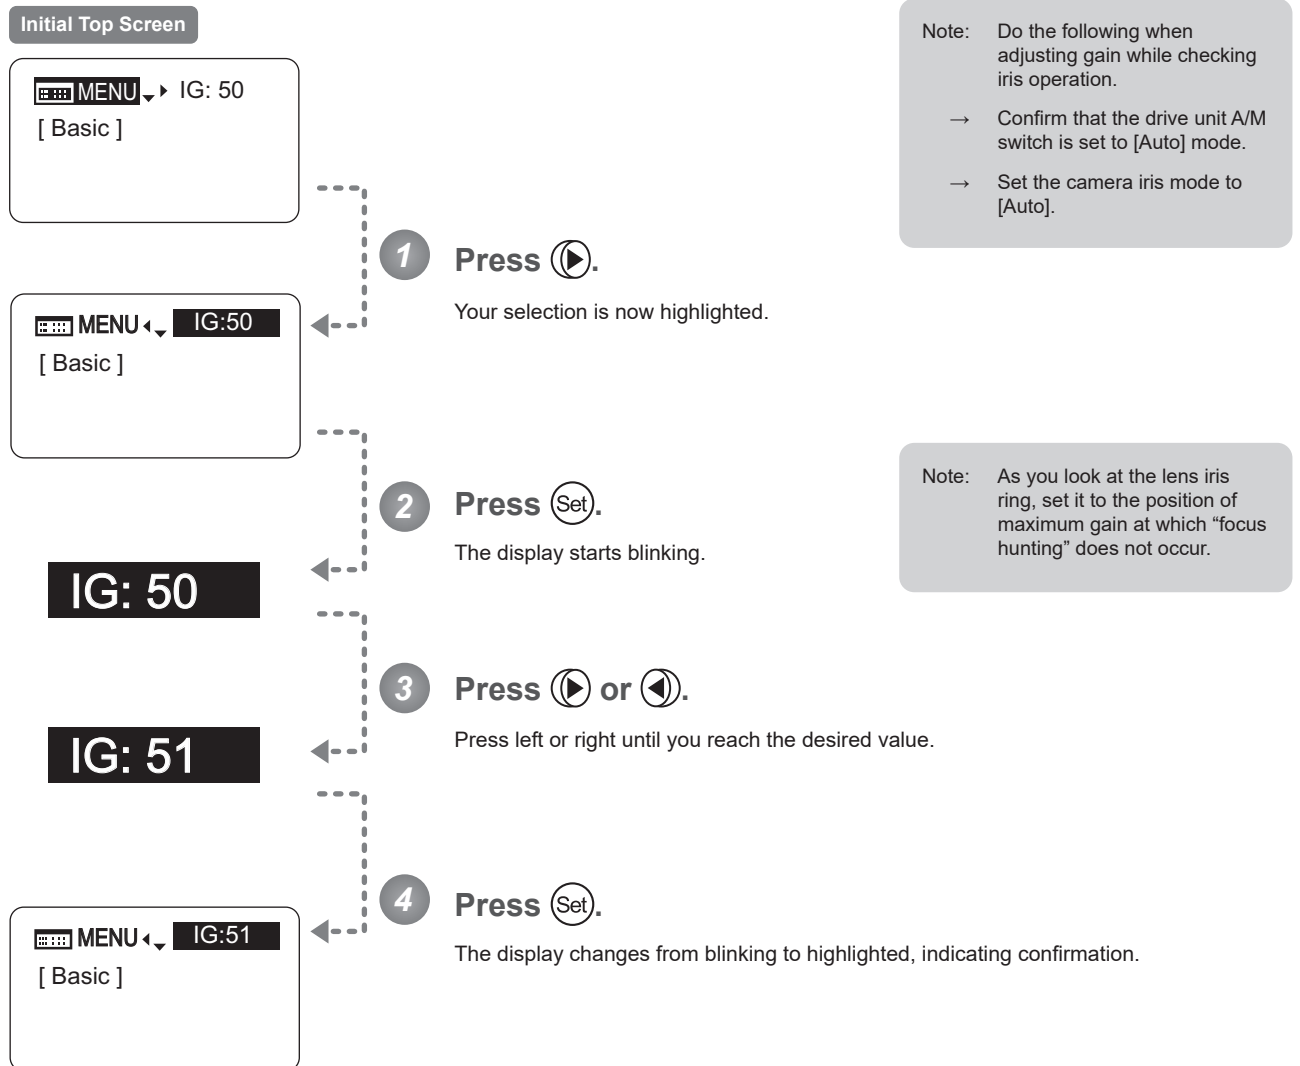 Initial Top Screen
MENU IG: 50
[ Basic ]
Note: Do the following when
adjusting gain while checking
iris operation.
→ Confirm that the drive unit A/M
switch is set to [Auto] mode.
→ Set the camera iris mode to
[Auto].
1 Press .
Your selection is now highlighted.
MENU IG:50
[ Basic ]
2 Press Set.
The display starts blinking.
Note: As you look at the lens iris
ring, set it to the position of
maximum gain at which “focus
hunting” does not occur.
IG: 50
3 Press or .
Press left or right until you reach the desired value.
IG: 51
4 Press Set.
The display changes from blinking to highlighted, indicating confirmation.
MENU IG:51
[ Basic ]